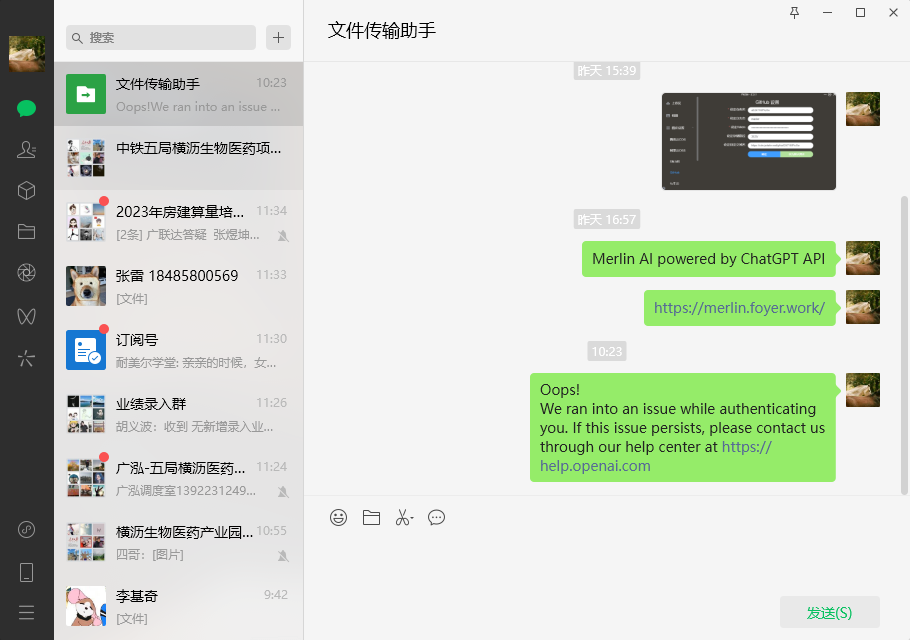 搜索
文件传输助手
10:23
Oops!We ran into an issue ...
中铁五局横沥生物医药项...
2023年房建算量培...
11:34
[2条] 广联达答疑 张煜坤...
张雷 18485800569
11:33
[文件]
订阅号
11:30
耐美尔学堂: 亲亲的时候，女...
业绩录入群
11:26
胡义波：收到 无新增录入业...
广泓-五局横沥医药...
11:24
广泓调度室1392231249...
横沥生物医药产业园...
10:55
四哥：[图片]
李基奇
9:42
[文件]
文件传输助手
昨天 15:39
GitHub 设置
昨天 16:57
Merlin AI powered by ChatGPT API
https://merlin.foyer.work/
10:23
Oops!
We ran into an issue while authenticating
you. If this issue persists, please contact us
through our help center at https://
help.openai.com
发送(S)